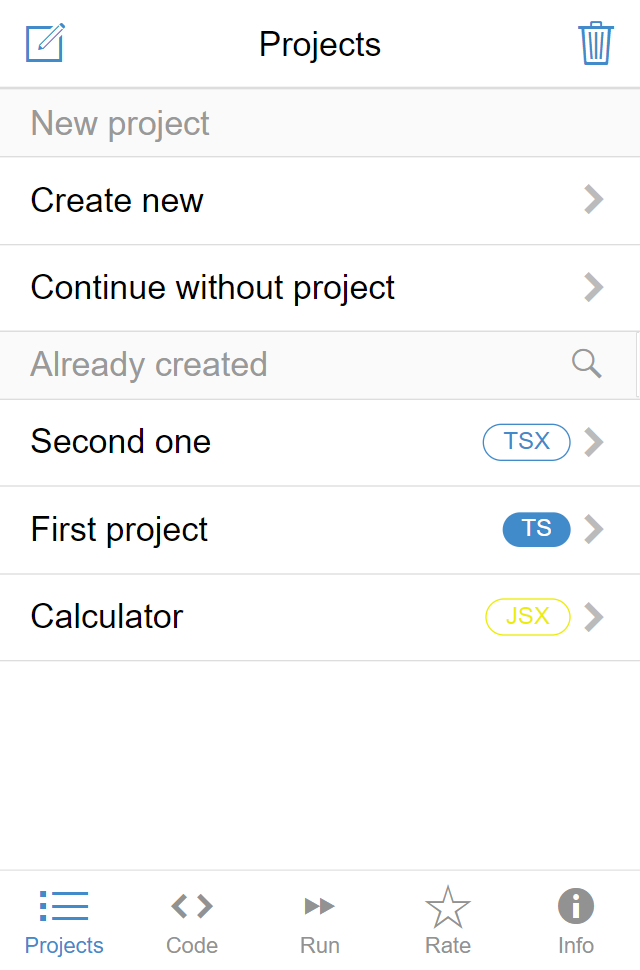 Projects
New project
Create new
Continue without project
Already created
Second one TSX
First project TS
Calculator JSX
Projects Code Run Rate Info